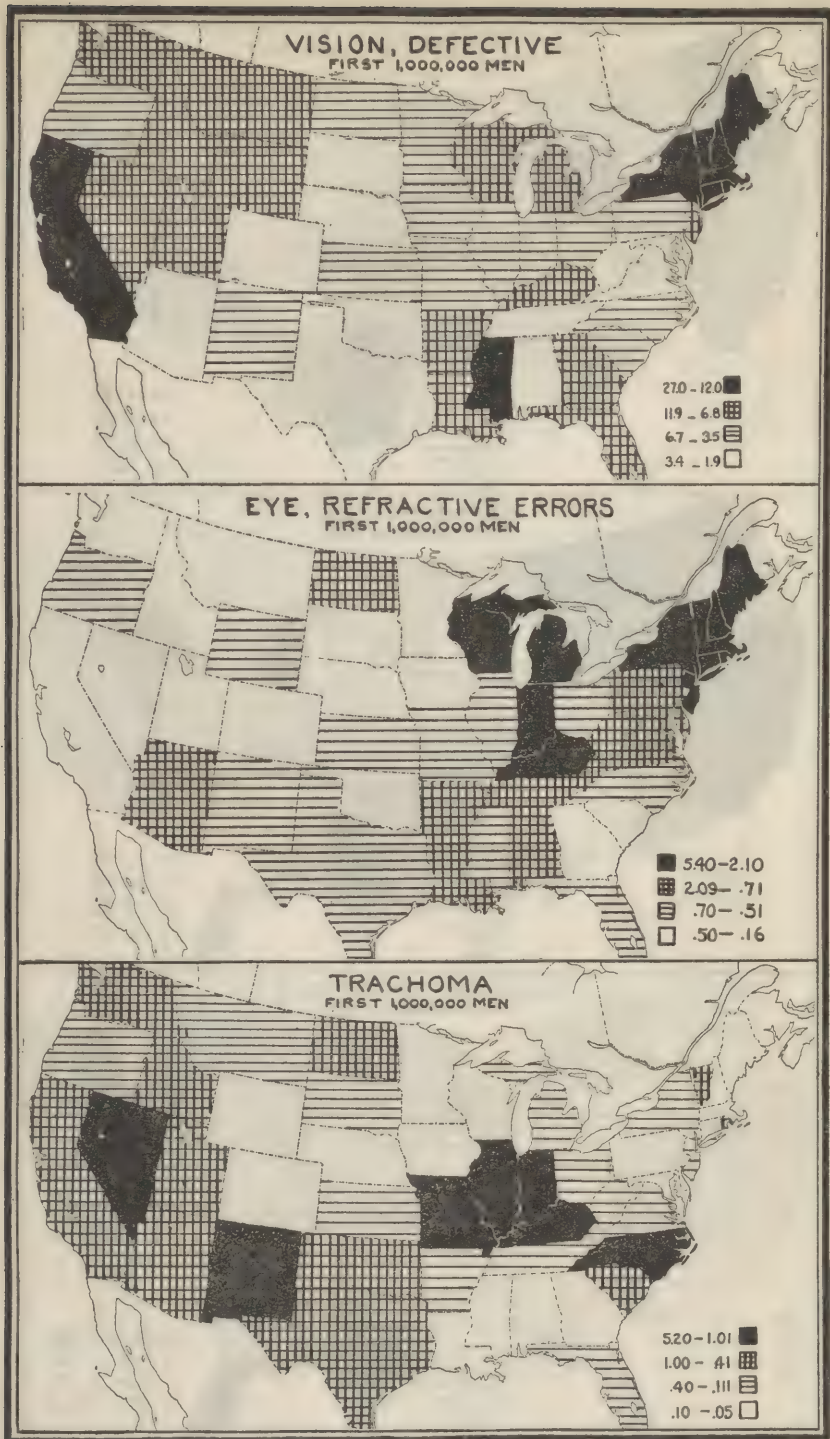 VISION, DEFECTIVE
FIRST 1,000,000 MEN
27.0 - 12.0
11.9 - 6.8
6.7 - 3.5
3.4 - 1.9
EYE, REFRACTIVE ERRORS
FIRST 1,000,000 MEN
5.40-2.10
2.09- .71
.70- .51
.50- .16
TRACHOMA
FIRST 1,000,000 MEN
5.20-1.01
1.00 - .41
.40-.111
.10 -.05